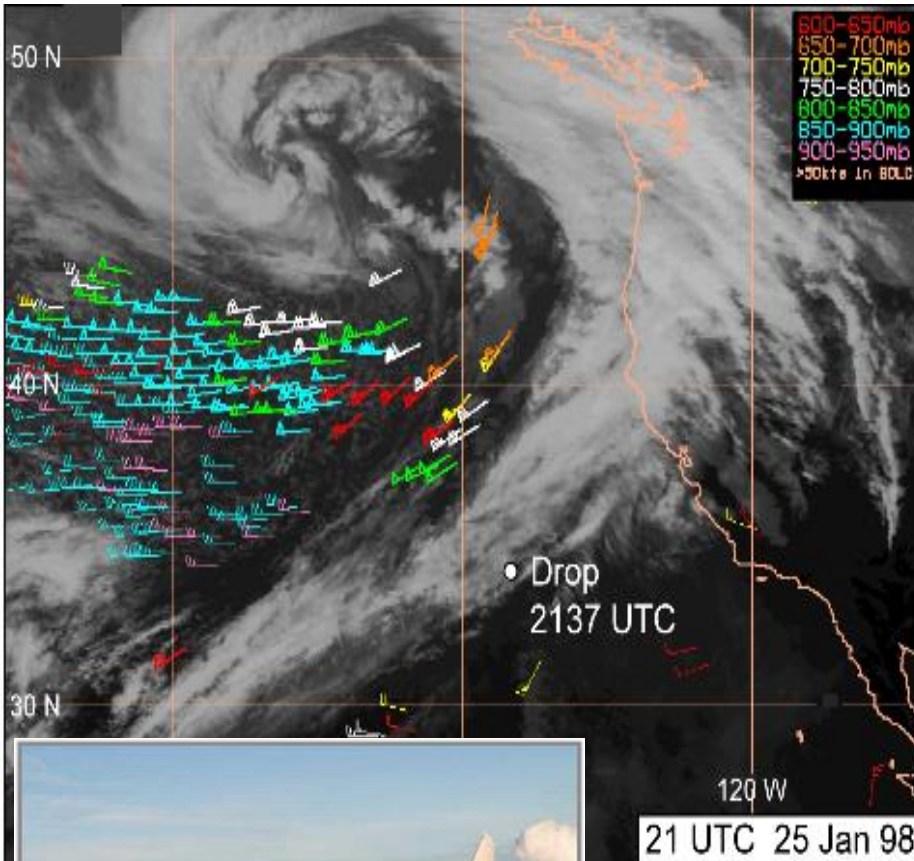 50 N
600-650mb
650-700mb
700-750mb
750-800mb
800-850mb
850-900mb
900-950mb
>50kts in BOLD
40 N
Drop
2137 UTC
30 N
120 W
21 UTC 25 Jan 98